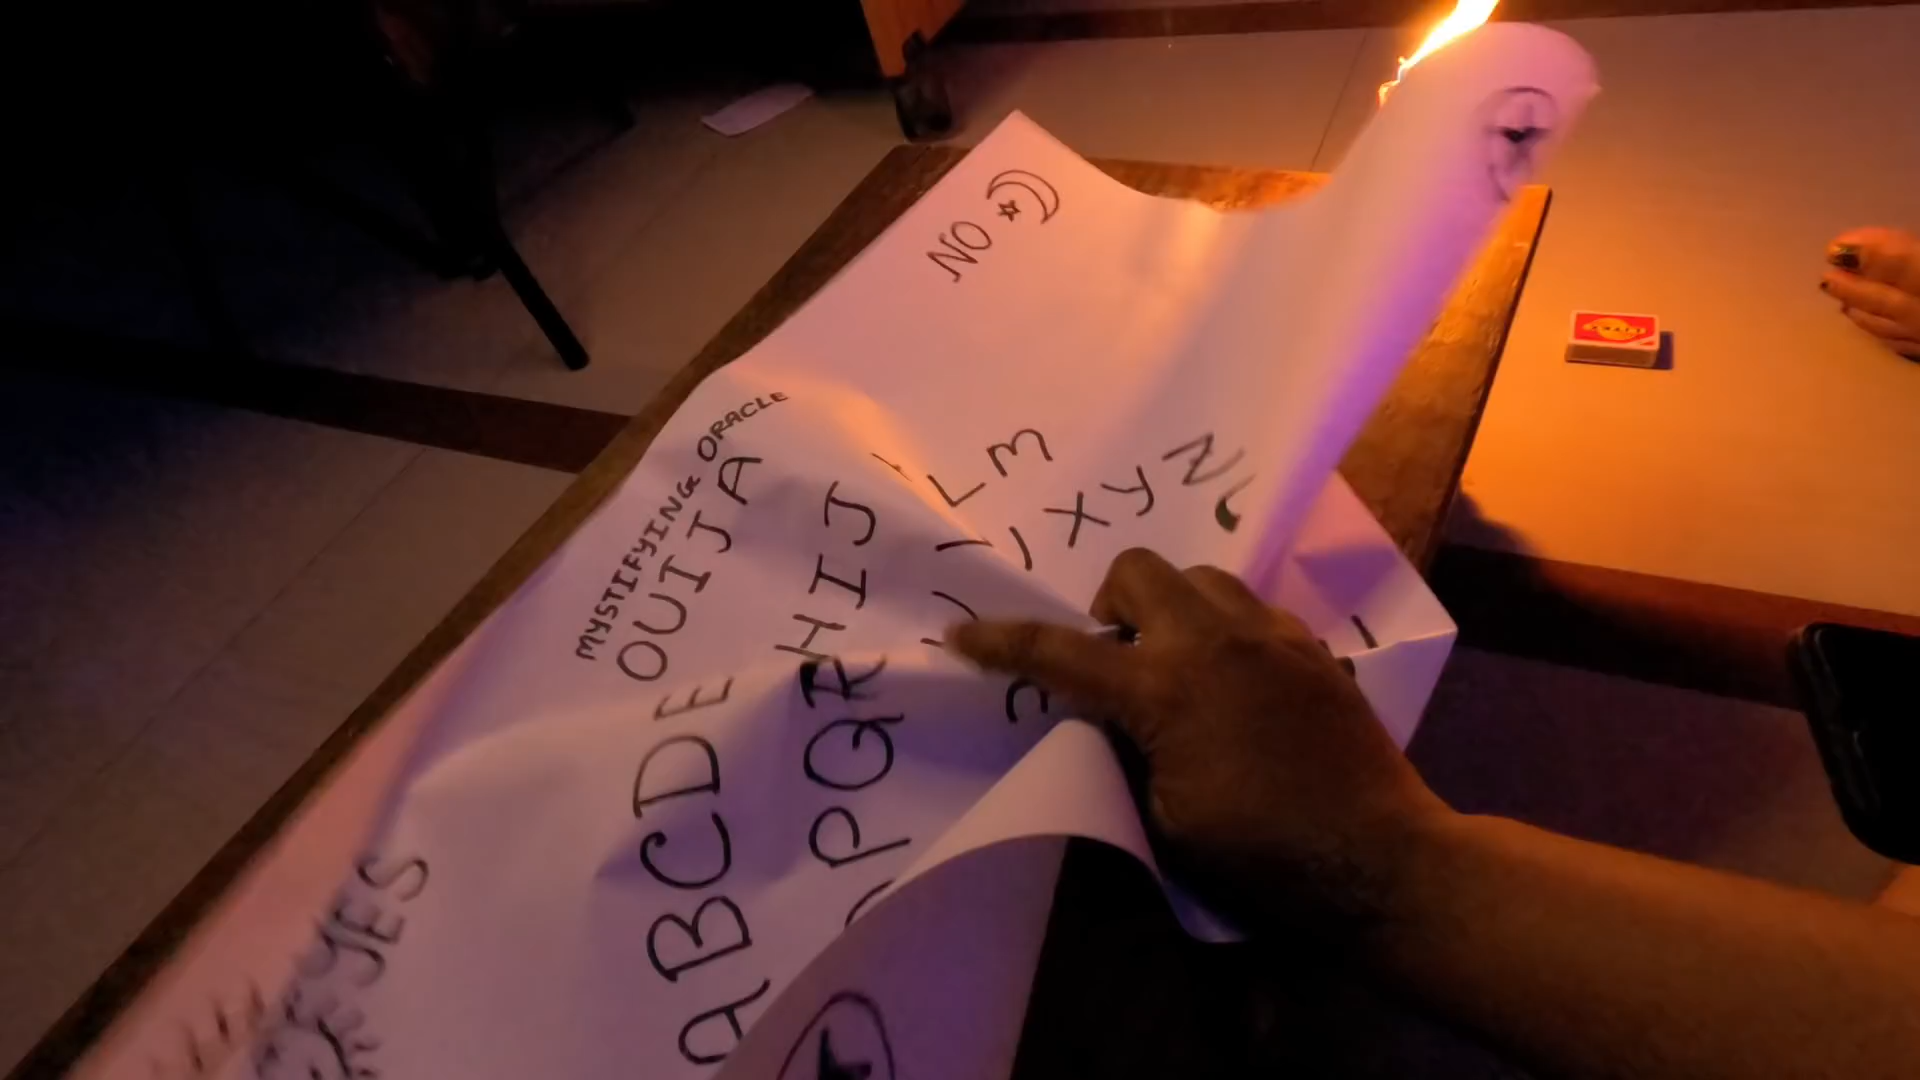 MYSTIFYING ORACLE
OUIJA
YES
NO
ABCDE
HIJ
LM
PQR
XYZ